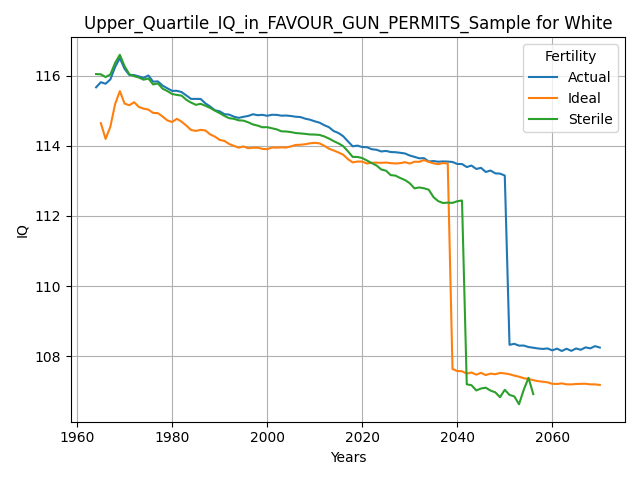 Upper_Quartile_IQ_in_FAVOUR_GUN_PERMITS_Sample for White
Fertility
Actual
Ideal
Sterile
116
114
112
110
108
IQ
1960
1980
2000
2020
2040
2060
Years